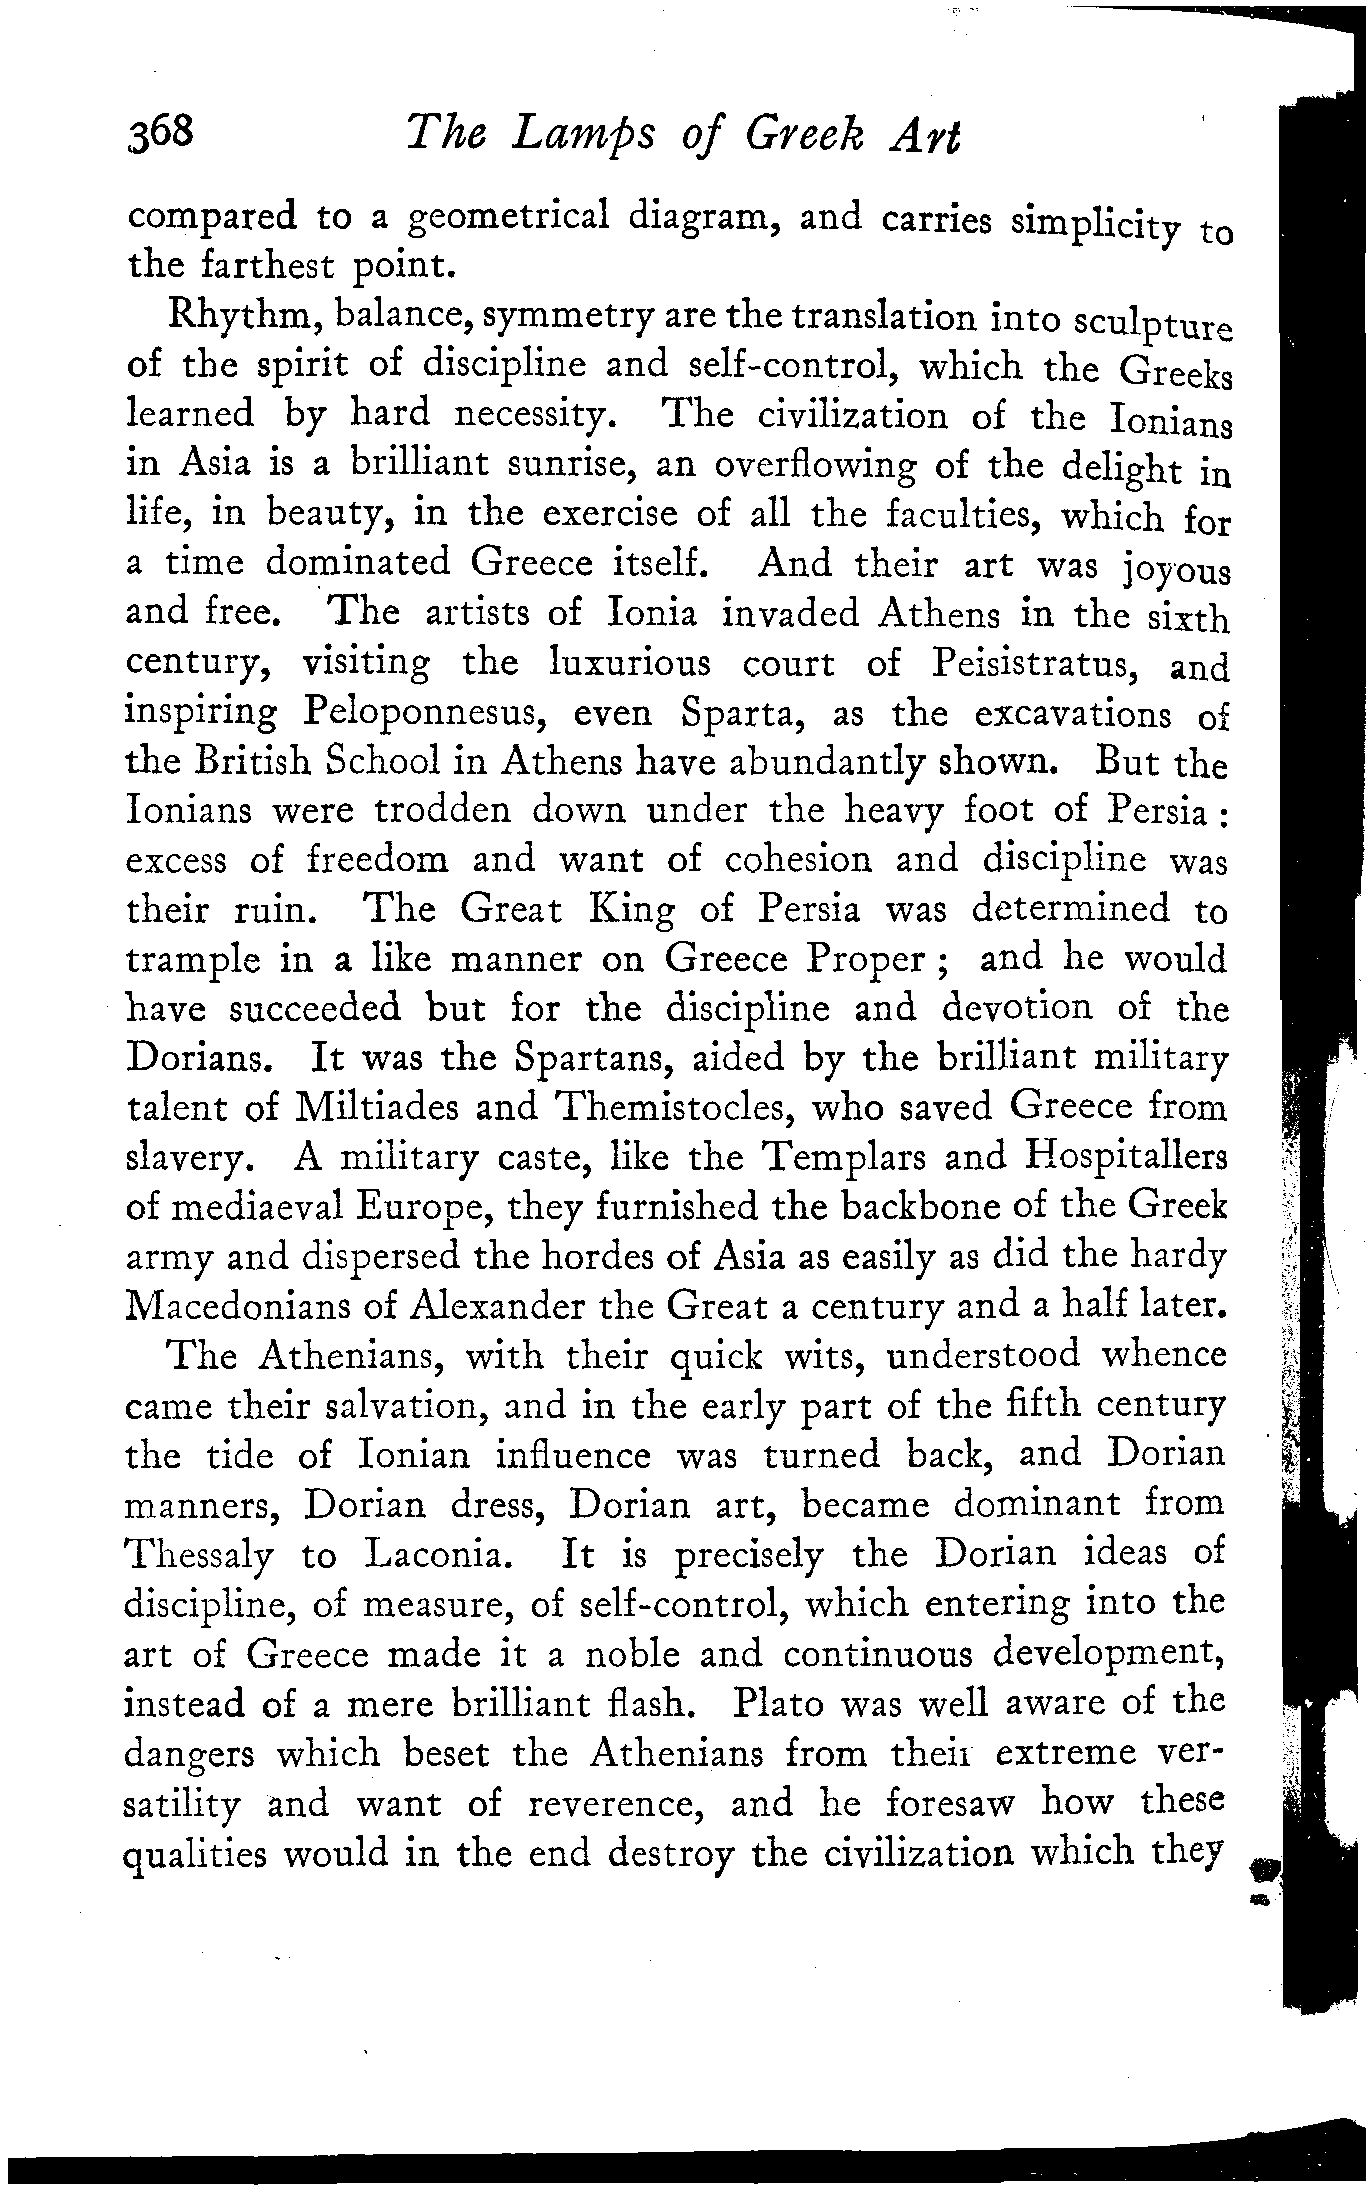 368 The Lamps of Greek Art
compared to a geometrical diagram, and carries simplicity to
the farthest point.
Rhythm, balance, symmetry are the translation into sculpture
of the spirit of discipline and self-control, which the Greeks
learned by hard necessity. The civilization of the Ionians
in Asia is a brilliant sunrise, an overflowing of the delight in
life, in beauty, in the exercise of all the faculties, which for
a time dominated Greece itself. And their art was joyous
and free. The artists of Ionia invaded Athens in the sixth
century, visiting the luxurious court of Peisistratus, and
inspiring Peloponnesus, even Sparta, as the excavations of
the British School in Athens have abundantly shown. But the
Ionians were trodden down under the heavy foot of Persia :
excess of freedom and want of cohesion and discipline was
their ruin. The Great King of Persia was determined to
trample in a like manner on Greece Proper ; and he would
have succeeded but for the discipline and devotion of the
Dorians. It was the Spartans, aided by the brilliant military
talent of Miltiades and Themistocles, who saved Greece from
slavery. A military caste, like the Templars and Hospitallers
of mediaeval Europe, they furnished the backbone of the Greek
army and dispersed the hordes of Asia as easily as did the hardy
Macedonians of Alexander the Great a century and a half later.
The Athenians, with their quick wits, understood whence
came their salvation, and in the early part of the fifth century
the tide of Ionian influence was turned back, and Dorian
manners, Dorian dress, Dorian art, became dominant from
Thessaly to Laconia. It is precisely the Dorian ideas of
discipline, of measure, of self-control, which entering into the
art of Greece made it a noble and continuous development,
instead of a mere brilliant flash. Plato was well aware of the
dangers which beset the Athenians from their extreme ver-
satility and want of reverence, and he foresaw how these
qualities would in the end destroy the civilization which they